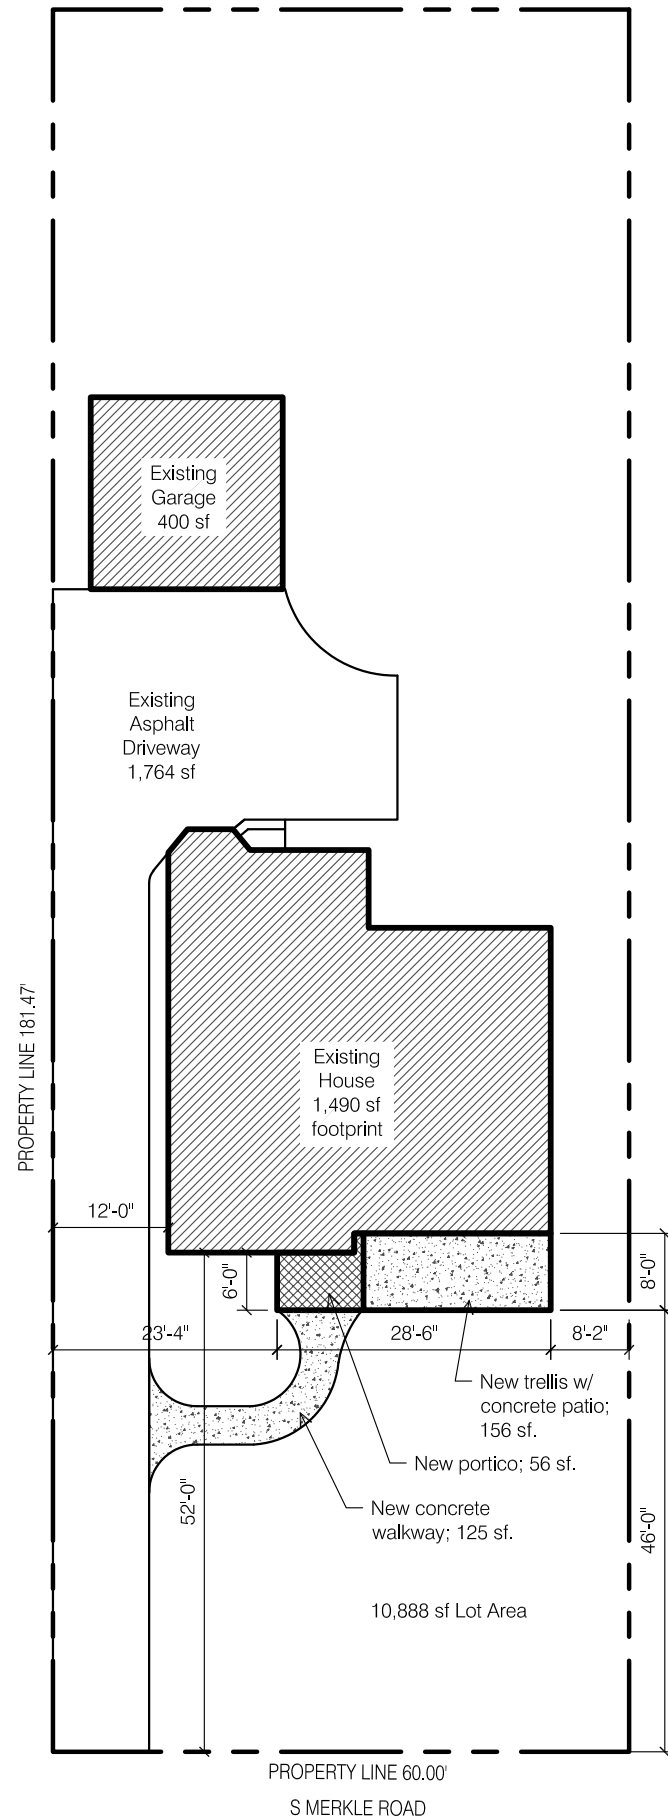 Existing
Garage
400 sf
Existing
Asphalt
Driveway
1,764 sf
PROPERTY LINE 181.47'
Existing
House
1,490 sf
footprint
12'-0"
6'-0"
8'-0"
23'-4"
28'-6"
8'-2"
New trellis w/
concrete patio;
156 sf.
New portico; 56 sf.
New concrete
walkway; 125 sf.
52'-0"
46'-0"
10,888 sf Lot Area
PROPERTY LINE 60.00'
S MERKLE ROAD